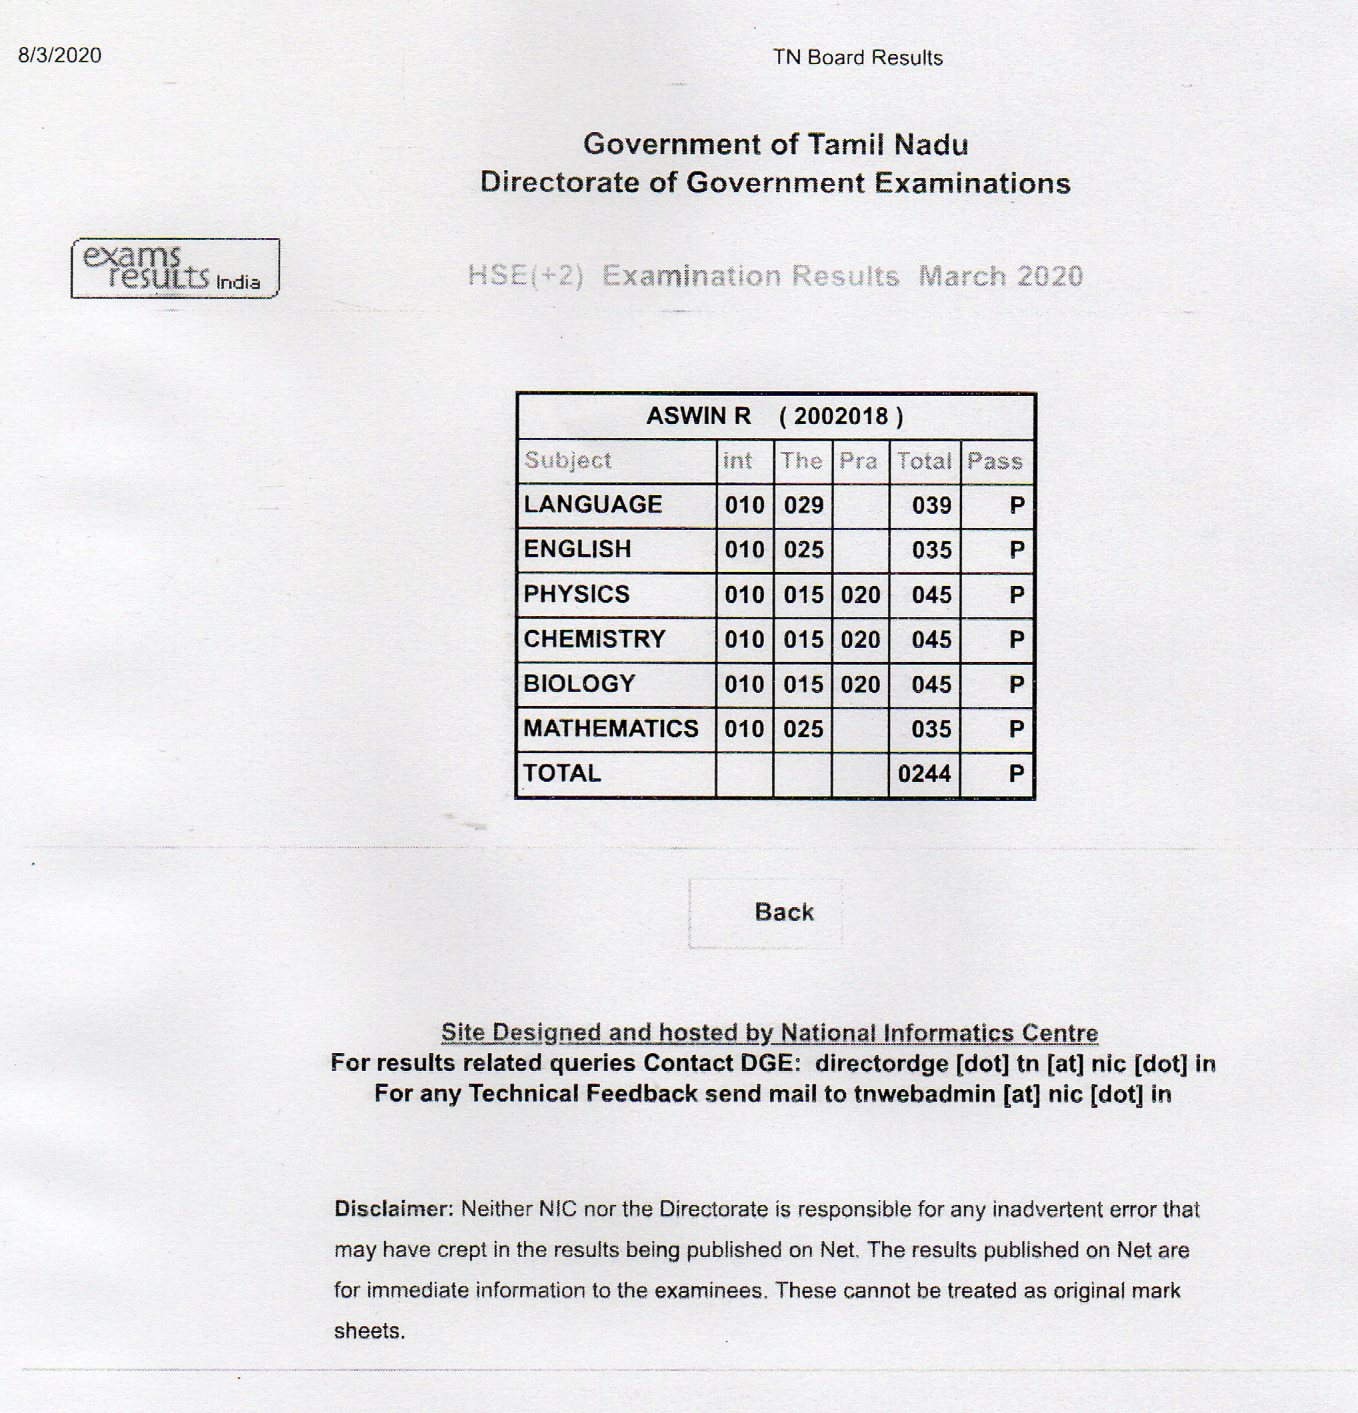 8/3/2020 TN Board Results
Government of Tamil Nadu
Directorate of Government Examinations
exams
results India
HSE(+2) Examination Results March 2020
ASWIN R ( 2002018 )
Subject int The Pra Total Pass
LANGUAGE 010 029 039 P
ENGLISH 010 025 035 P
PHYSICS 010 015 020 045 P
CHEMISTRY 010 015 020 045 P
BIOLOGY 010 015 020 045 P
MATHEMATICS 010 025 035 P
TOTAL 0244 P
Back
Site Designed and hosted by National Informatics Centre
For results related queries Contact DGE: directordge [dot] tn [at] nic [dot] in
For any Technical Feedback send mail to tnwebadmin [at] nic [dot] in
Disclaimer: Neither NIC nor the Directorate is responsible for any inadvertent error that
may have crept in the results being published on Net. The results published on Net are
for immediate information to the examinees. These cannot be treated as original mark
sheets.